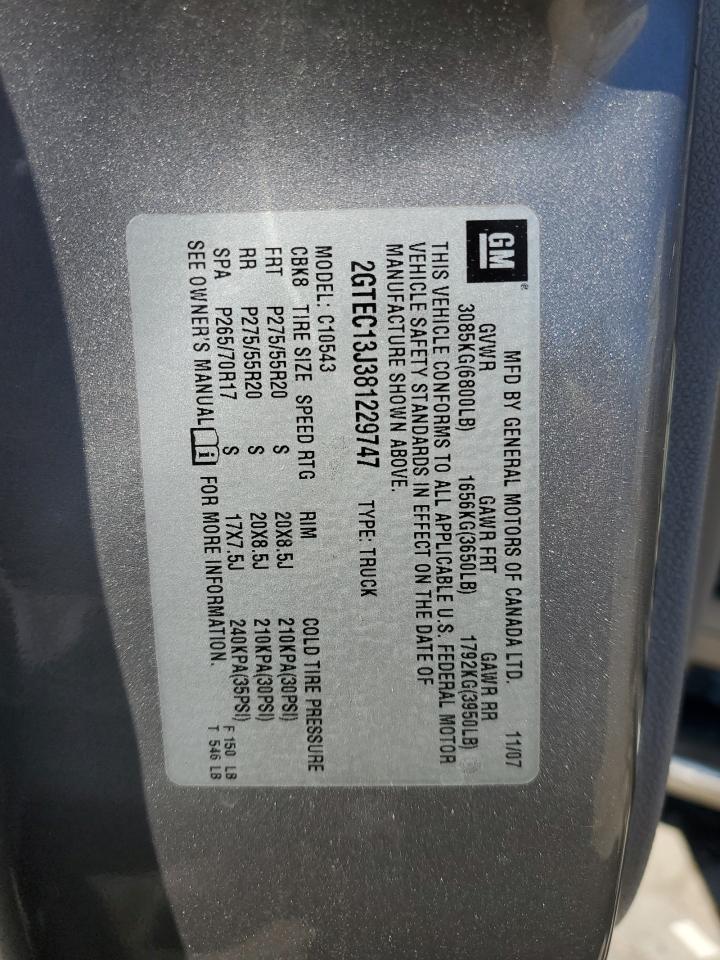 GM® MFD BY GENERAL MOTORS OF CANADA LTD. 11/07
GVWR GAWR FRT GAWR RR
3085KG(6800LB) 1656KG(3650LB) 1792KG(3950LB)
THIS VEHICLE CONFORMS TO ALL APPLICABLE U.S. FEDERAL MOTOR
VEHICLE SAFETY STANDARDS IN EFFECT ON THE DATE OF
MANUFACTURE SHOWN ABOVE.
2GTEC13J381229747 TYPE: TRUCK
MODEL: C10543
CBK8 TIRE SIZE SPEED RTG RIM COLD TIRE PRESSURE
FRT P275/55R20 S 20X8.5J 210KPA(30PSI)
RR P275/55R20 S 20X8.5J 210KPA(30PSI)
SPA P265/70R17 S 17X7.5J 240KPA(35PSI) F 150 LB
SEE OWNER'S MANUAL i FOR MORE INFORMATION. T 546 LB